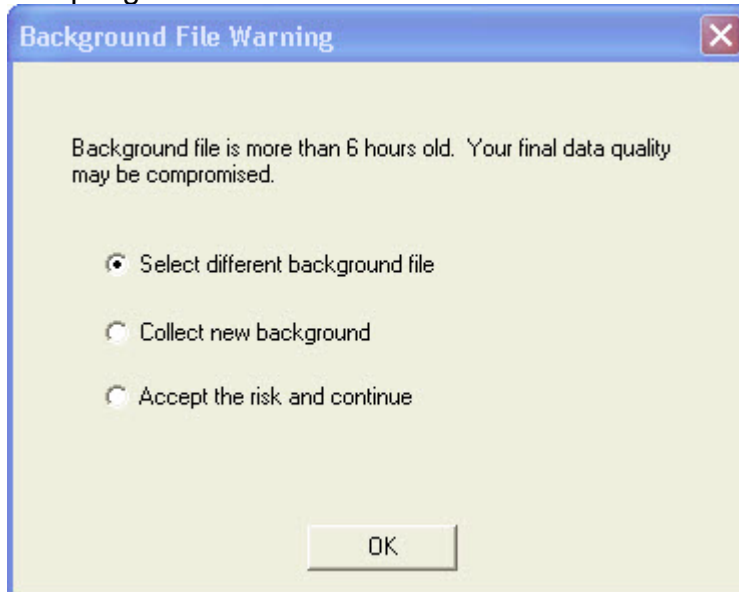 Background File Warning
Background file is more than 6 hours old. Your final data quality
may be compromised.
Select different background file
Collect new background
Accept the risk and continue
OK